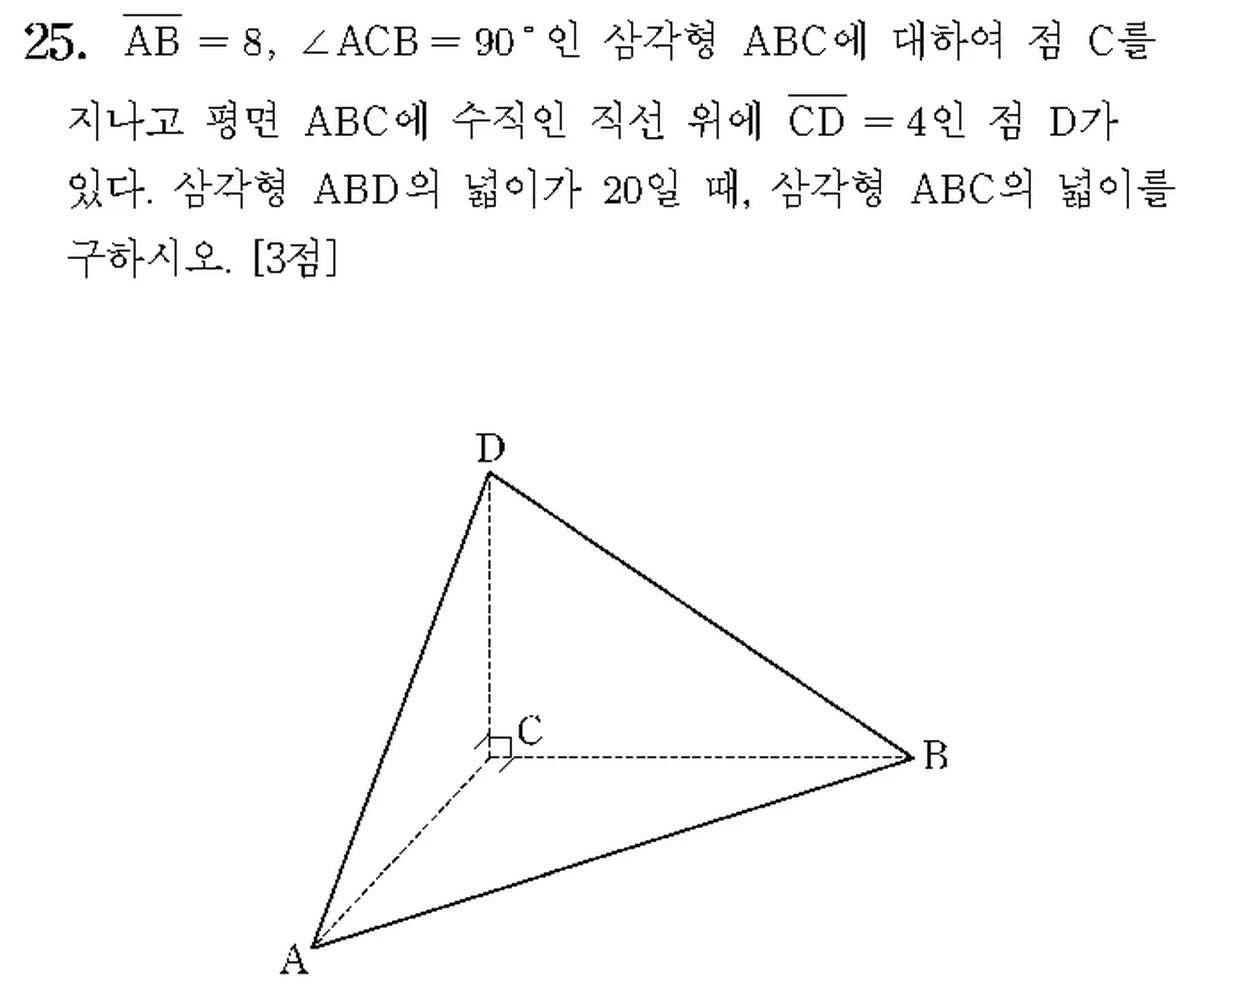 25. AB = 8, ∠ACB = 90°인 삼각형 ABC에 대하여 점 C를
지나고 평면 ABC에 수직인 직선 위에 CD = 4인 점 D가
있다. 삼각형 ABD의 넓이가 20일 때, 삼각형 ABC의 넓이를
구하시오. [3점]
D
C
B
A